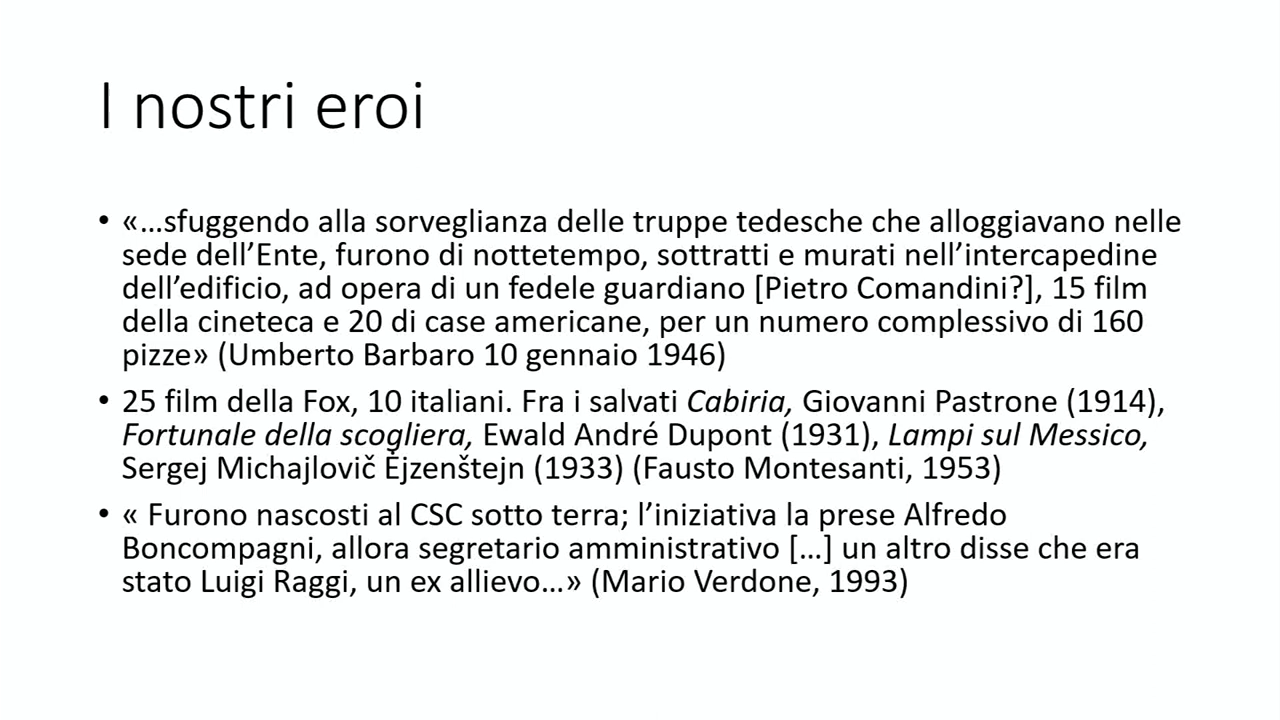 I nostri eroi
• «…sfuggendo alla sorveglianza delle truppe tedesche che alloggiavano nelle
sede dell’Ente, furono di nottetempo, sottratti e murati nell’intercapedine
dell’edificio, ad opera di un fedele guardiano [Pietro Comandini?], 15 film
della cineteca e 20 di case americane, per un numero complessivo di 160
pizze» (Umberto Barbaro 10 gennaio 1946)
• 25 film della Fox, 10 italiani. Fra i salvati Cabiria, Giovanni Pastrone (1914),
Fortunale della scogliera, Ewald André Dupont (1931), Lampi sul Messico,
Sergej Michajlovič Ėjzenštejn (1933) (Fausto Montesanti, 1953)
• « Furono nascosti al CSC sotto terra; l’iniziativa la prese Alfredo
Boncompagni, allora segretario amministrativo […] un altro disse che era
stato Luigi Raggi, un ex allievo…» (Mario Verdone, 1993)